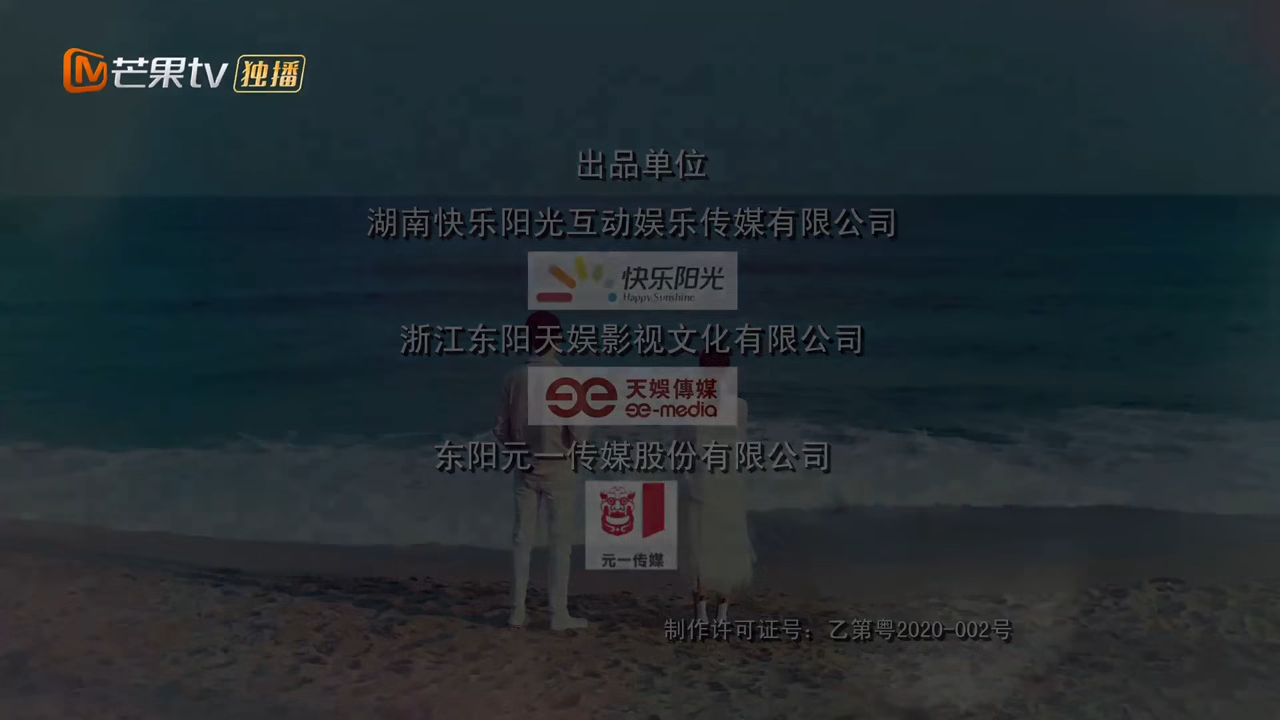 芒果tv 独播
出品单位
湖南快乐阳光互动娱乐传媒有限公司
快乐阳光
Happy Sunshine
浙江东阳天娱影视文化有限公司
天娛傳媒
ee-media
东阳元一传媒股份有限公司
元一传媒
制作许可证号：乙第粤2020-002号